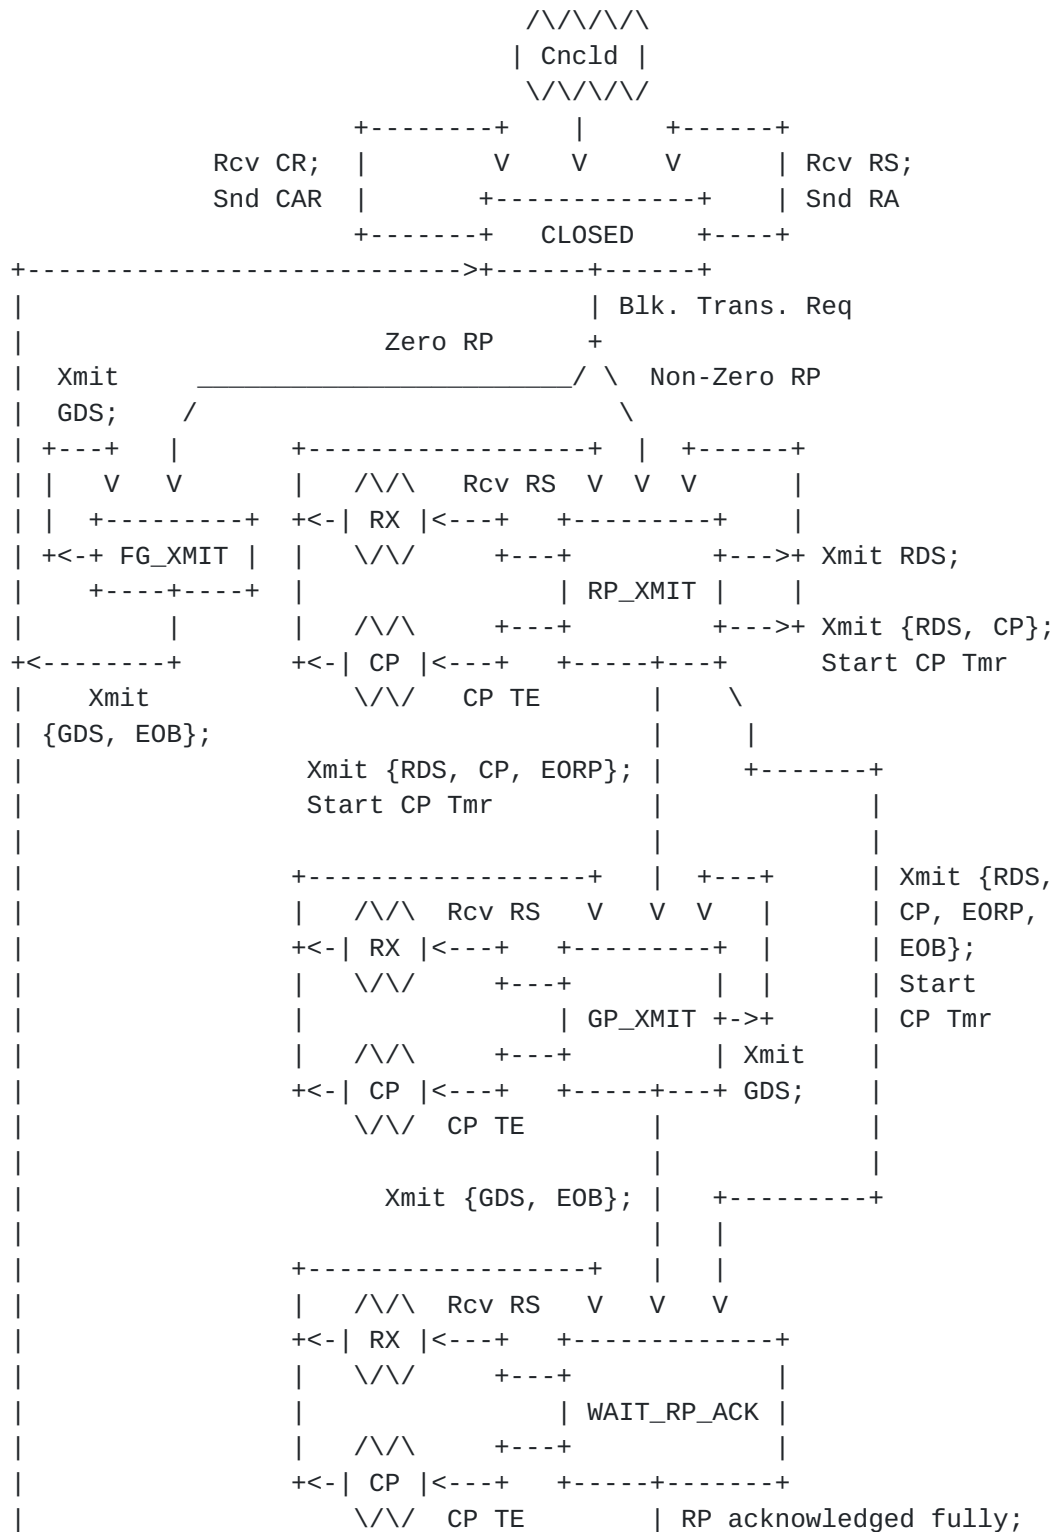 Cncld
Rcv CR; Rcv RS;
Snd CAR Snd RA
CLOSED
Blk. Trans. Req
Zero RP
Xmit Non-Zero RP
GDS;
V V V
Rcv RS V V V
V V
RX
FG_XMIT Xmit RDS;
RP_XMIT
Xmit {RDS, CP};
CP Start CP Tmr
Xmit CP TE
{GDS, EOB};
Xmit {RDS, CP, EORP};
Start CP Tmr
Xmit {RDS,
Rcv RS V V V CP, EORP,
RX EOB};
Start
GP_XMIT CP Tmr
Xmit
CP GDS;
CP TE
Xmit {GDS, EOB};
Rcv RS V V V
RX
WAIT_RP_ACK
CP
CP TE RP acknowledged fully;